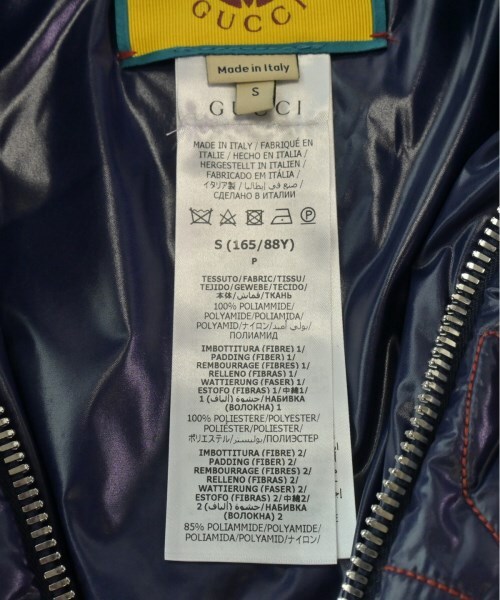 GUCCI
Made in Italy
S
GUCCI
MADE IN ITALY / FABRIQUÉ EN
ITALIE / HECHO EN ITALIA /
HERGESTELLT IN ITALIEN /
FABRICADO EM ITÁLIA /
イタリア製 / صنع في إيطاليا /
СДЕЛАНО В ИТАЛИИ
P
S (165/88Y)
P
TESSUTO/FABRIC/TISSU/
TEJIDO/GEWEBE/TECIDO/
本体/قماش/ТКАНЬ
100% POLIAMMIDE/
POLYAMIDE/POLIAMIDA/
POLYAMID/ナイロン/بولي أميد/
ПОЛИАМИД
IMBOTTITURA (FIBRE) 1/
PADDING (FIBER) 1/
REMBOURRAGE (FIBRES) 1/
RELLENO (FIBRAS) 1/
WATTIERUNG (FASER) 1/
ESTOFO (FIBRAS) 1/中綿1/
حشوة (ألياف) 1/НАБИВКА
(ВОЛОКНА) 1
100% POLIESTERE/POLYESTER/
POLIÉSTER/POLIESTER/
ポリエステル/بوليستر/ПОЛИЭСТЕР
IMBOTTITURA (FIBRE) 2/
PADDING (FIBER) 2/
REMBOURRAGE (FIBRES) 2/
RELLENO (FIBRAS) 2/
WATTIERUNG (FASER) 2/
ESTOFO (FIBRAS) 2/中綿2/
حشوة (ألياف) 2/НАБИВКА
(ВОЛОКНА) 2
85% POLIAMMIDE/POLYAMIDE/
POLIAMIDA/POLYAMID/ナイロン/